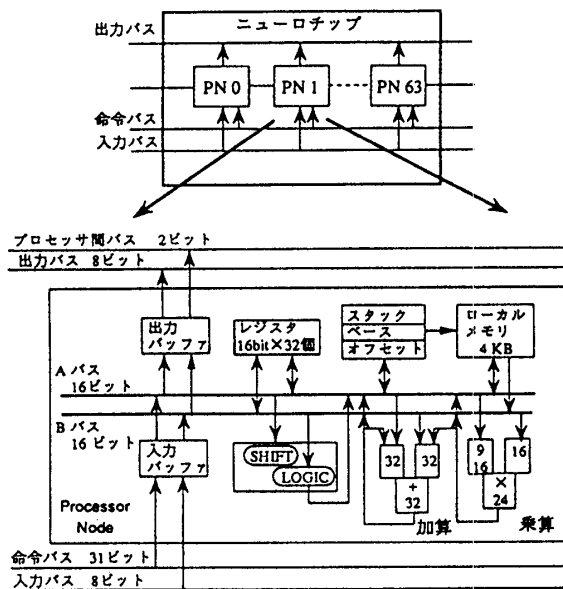 ニューロチップ
出力バス
PN 0
PN 1
PN 63
命令バス
入力バス
プロセッサ間バス 2ビット
出力バス 8ビット
出力
バッファ
レジスタ
16bit×32個
スタック
ベース
オフセット
ローカル
メモリ
4 KB
A バス
16ビット
B バス
16 ビット
入力
バッファ
SHIFT
LOGIC
32
32
+
32
加算
9
16
16
×
24
乗算
Processor
Node
命令バス 31ビット
入力バス 8ビット